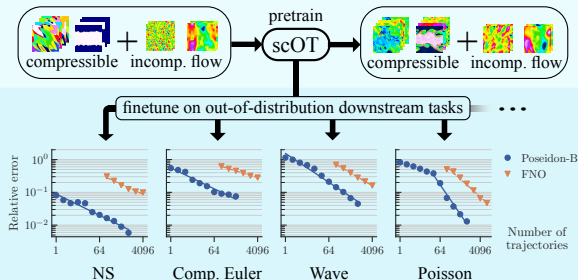 pretrain
scOT
compressible
incomp. flow
compressible
incomp. flow
finetune on out-of-distribution downstream tasks
Relative error
10^0
10^-1
10^-2
1 64 4096
1 64 4096
1 64 4096
1 64 4096
NS
Comp. Euler
Wave
Poisson
Poseidon-B
FNO
Number of
trajectories